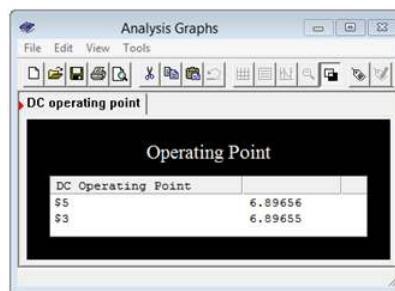 Analysis Graphs
File Edit View Tools
DC operating point
Operating Point
DC Operating Point
$5 6.89656
$3 6.89655